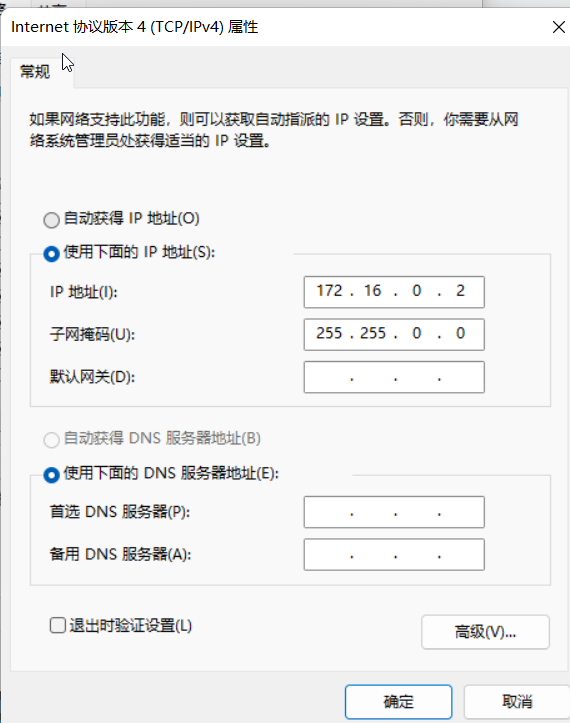 Internet 协议版本 4 (TCP/IPv4) 属性
常规
如果网络支持此功能，则可以获取自动指派的 IP 设置。否则，你需要从网
络系统管理员处获得适当的 IP 设置。
自动获得 IP 地址(O)
使用下面的 IP 地址(S):
IP 地址(I): 172 . 16 . 0 . 2
子网掩码(U): 255 . 255 . 0 . 0
默认网关(D): . . .
自动获得 DNS 服务器地址(B)
使用下面的 DNS 服务器地址(E):
首选 DNS 服务器(P): . . .
备用 DNS 服务器(A): . . .
退出时验证设置(L)
高级(V)...
确定 取消